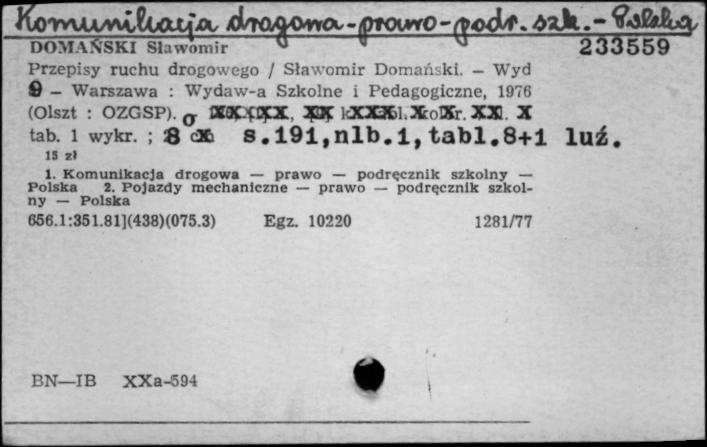 Komunikacja drogowa - prawo - podr. szk. - Polska
DOMAŃSKI Sławomir 233559
Przepisy ruchu drogowego / Sławomir Domański. — Wyd
9 — Warszawa : Wydaw-a Szkolne i Pedagogiczne, 1976
(Olszt : OZGSP).
tab. 1 wykr. ; 8 s.191,nlb.1,tabl.8+1 luź.
15 zł
1. Komunikacja drogowa — prawo — podręcznik szkolny —
Polska 2. Pojazdy mechaniczne — prawo — podręcznik szkol-
ny — Polska
656.1:351.81](438)(075.3) Egz. 10220 1281/77
BN—IB XXa-594